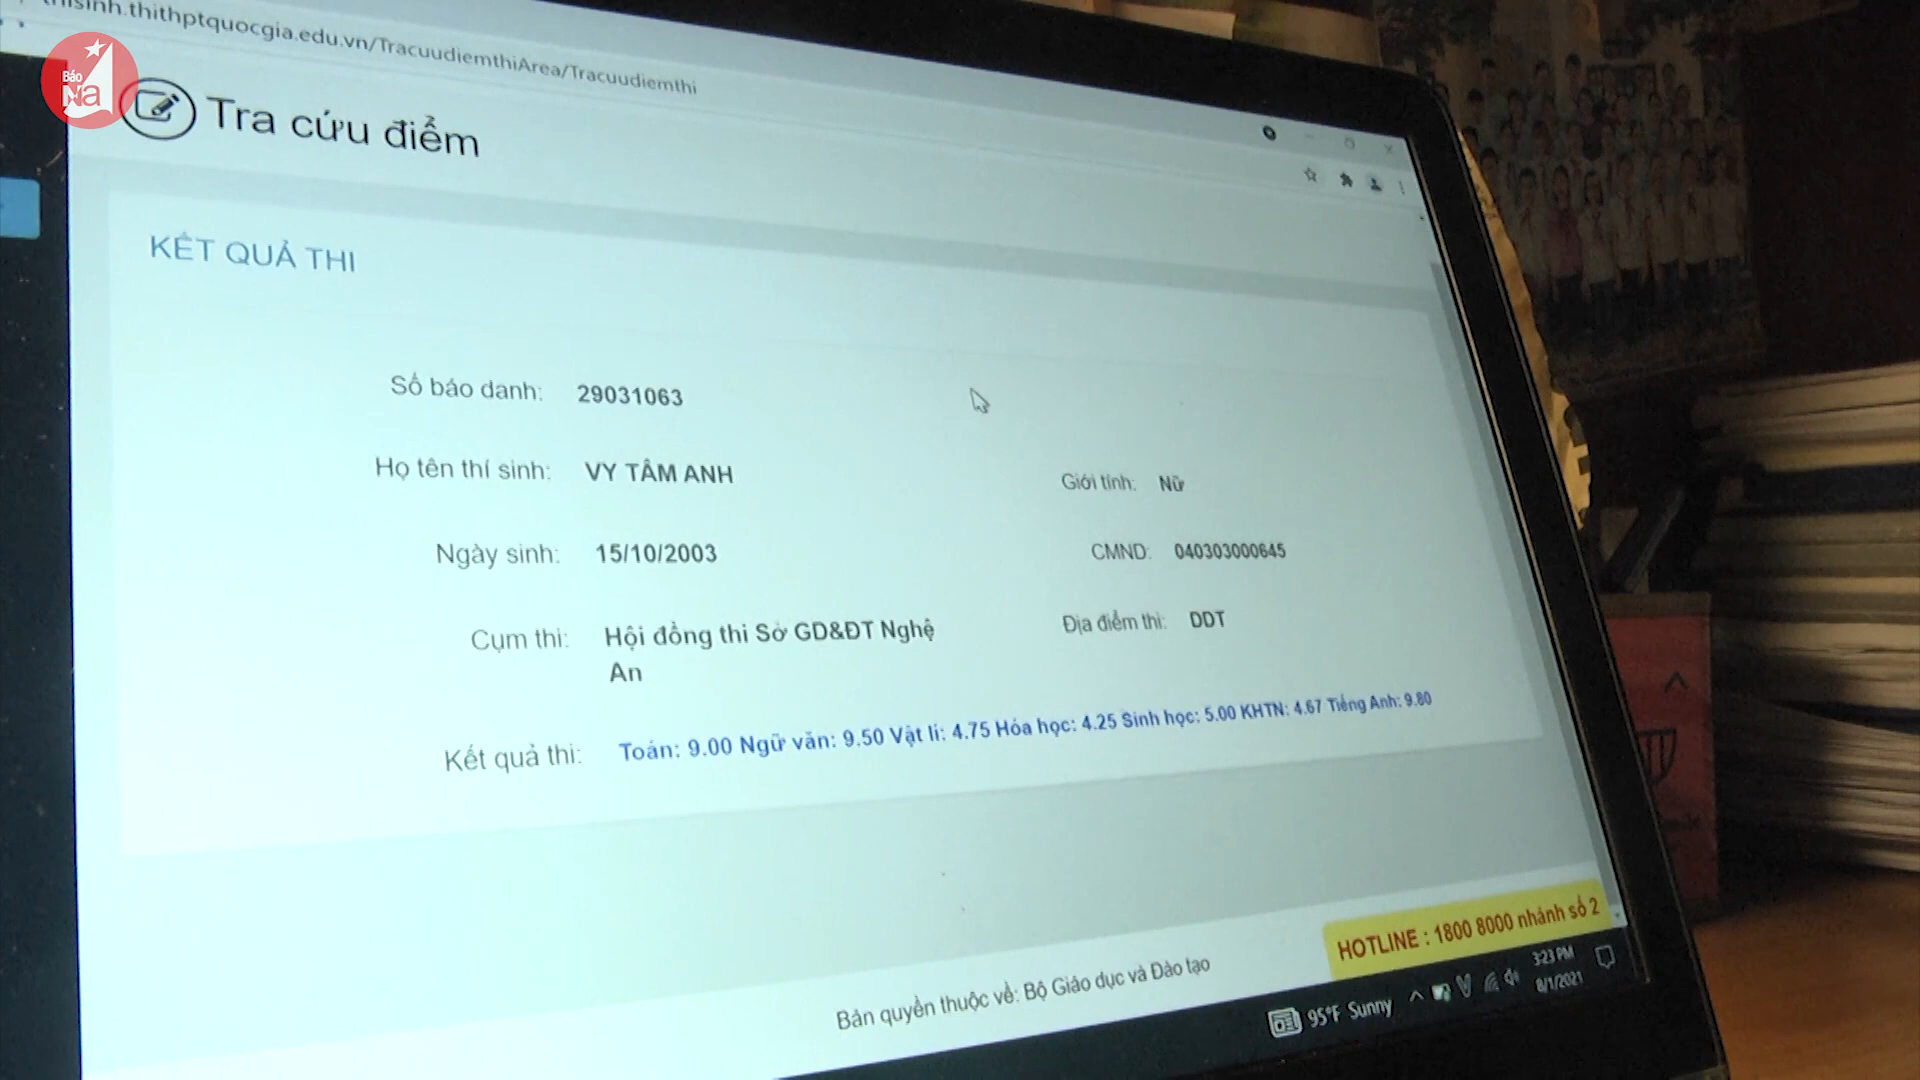 thisinh.thithptquocgia.edu.vn/TracuudiemthiArea/Tracuudiemthi
Báo
Na
Tra cứu điểm
KẾT QUẢ THI
Số báo danh: 29031063
Họ tên thí sinh: VY TÂM ANH Giới tính: Nữ
Ngày sinh: 15/10/2003 CMND: 040303000645
Cụm thi: Hội đồng thi Sở GD&ĐT Nghệ Địa điểm thi: DDT
An
Kết quả thi: Toán: 9.00 Ngữ văn: 9.50 Vật lí: 4.75 Hóa học: 4.25 Sinh học: 5.00 KHTN: 4.67 Tiếng Anh: 9.80
HOTLINE : 1800 8000 nhánh số 2
Bản quyền thuộc về: Bộ Giáo dục và Đào tạo
95°F Sunny
3:23 PM
8/1/2021